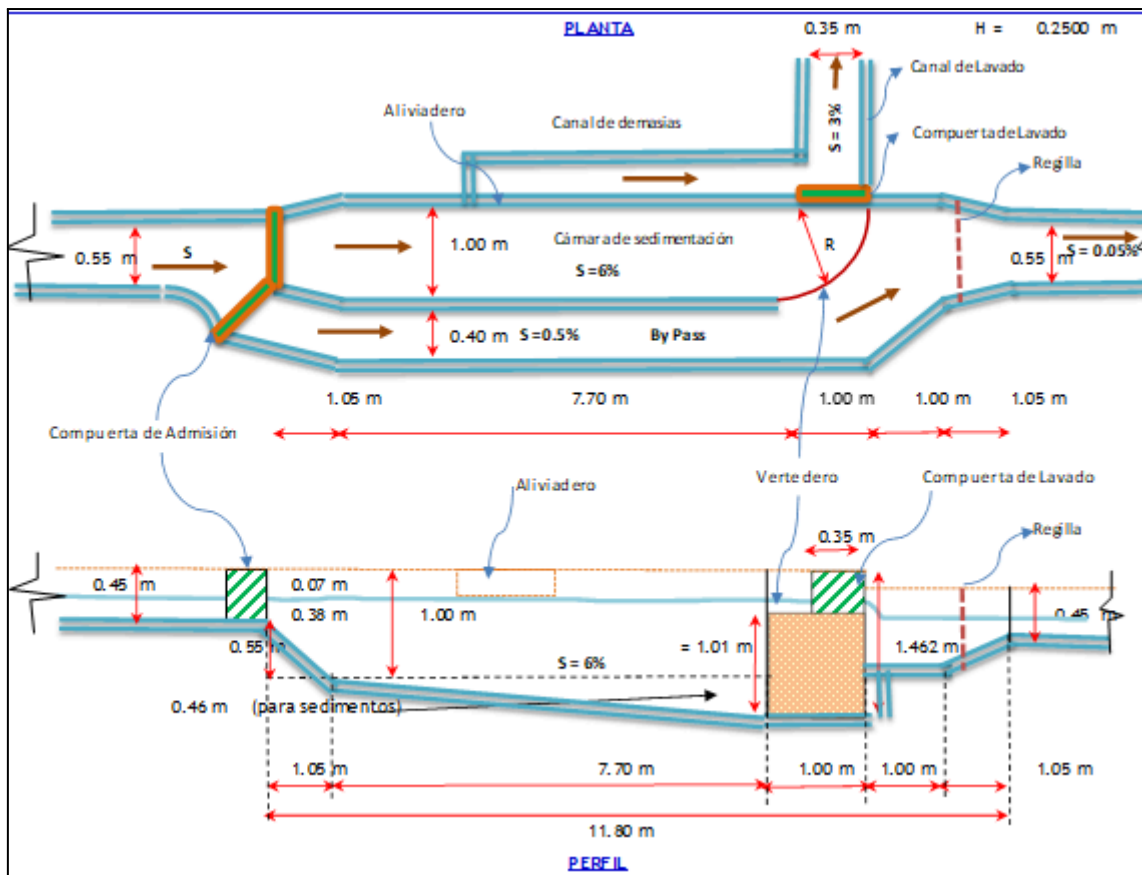 PLANTA
0.35 m
H = 0.2500 m
Canal de Lavado
Aliviadero
Canal de demasias
S = 3%
Compuerta de Lavado
Regilla
0.55 m
S
1.00 m
Cámara de sedimentación
S = 6%
R
0.55 m
S = 0.05%
0.40 m
S = 0.5%
By Pass
1.05 m
7.70 m
1.00 m
1.00 m
1.05 m
Compuerta de Admisión
Aliviadero
Vertedero
Compuerta de Lavado
0.35 m
Regilla
0.45 m
0.07 m
0.38 m
1.00 m
0.45 m
0.55 m
S = 6%
= 1.01 m
1.462 m
0.46 m (para sedimentos)
1.05 m
7.70 m
1.00 m
1.00 m
1.05 m
11.80 m
PERFIL